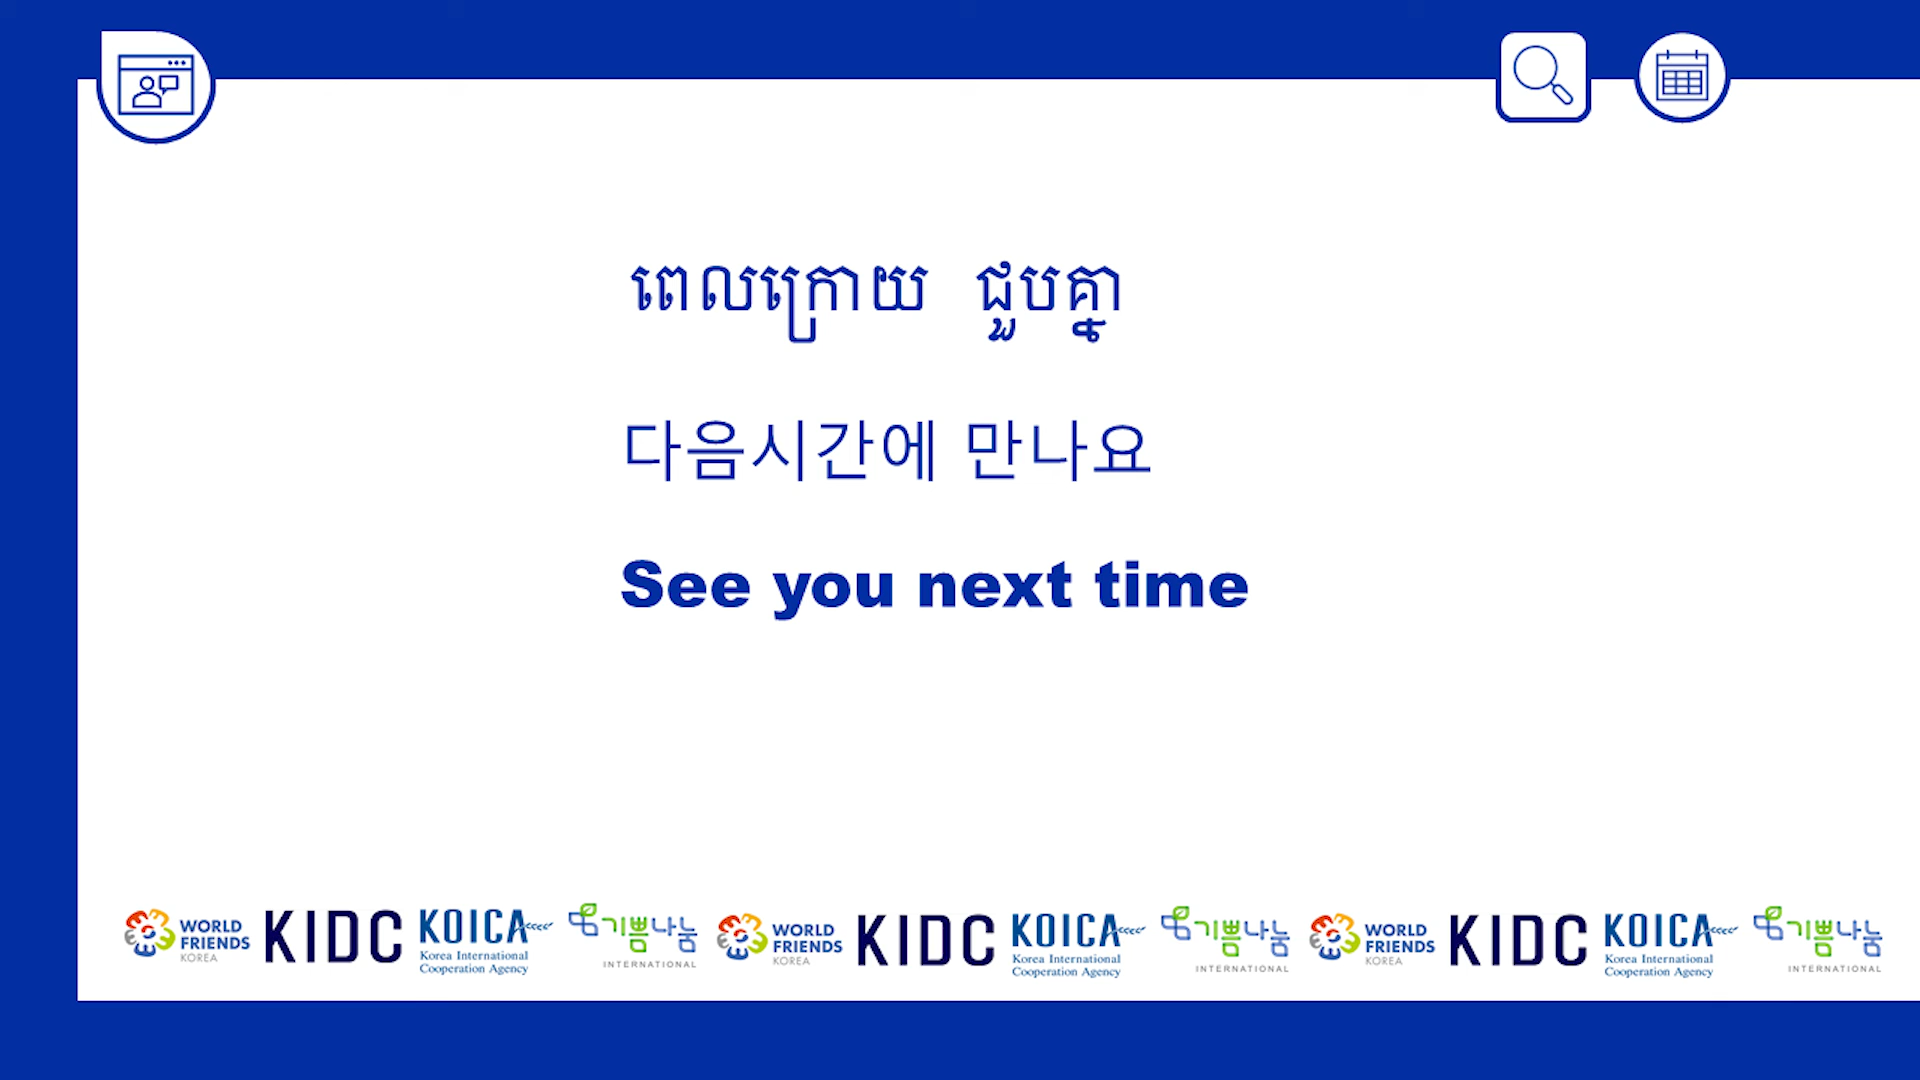 ពេលក្រោយ ជួបគ្នា
다음시간에 만나요
See you next time
WORLD FRIENDS KOREA KIDC KOICA Korea International Cooperation Agency 기쁨나눔 INTERNATIONAL WORLD FRIENDS KOREA KIDC KOICA Korea International Cooperation Agency 기쁨나눔 INTERNATIONAL WORLD FRIENDS KOREA KIDC KOICA Korea International Cooperation Agency 기쁨나눔 INTERNATIONAL